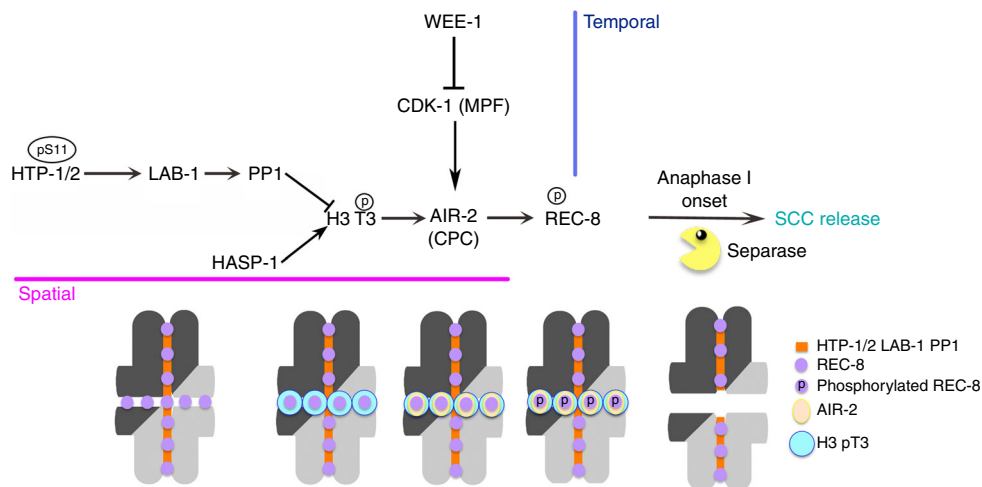 WEE-1
Temporal
CDK-1 (MPF)
pS11
HTP-1/2
LAB-1
PP1
p
H3 T3
AIR-2
(CPC)
p
REC-8
Anaphase I
onset
SCC release
Separase
HASP-1
Spatial
HTP-1/2 LAB-1 PP1
REC-8
p Phosphorylated REC-8
AIR-2
H3 pT3
p p p p